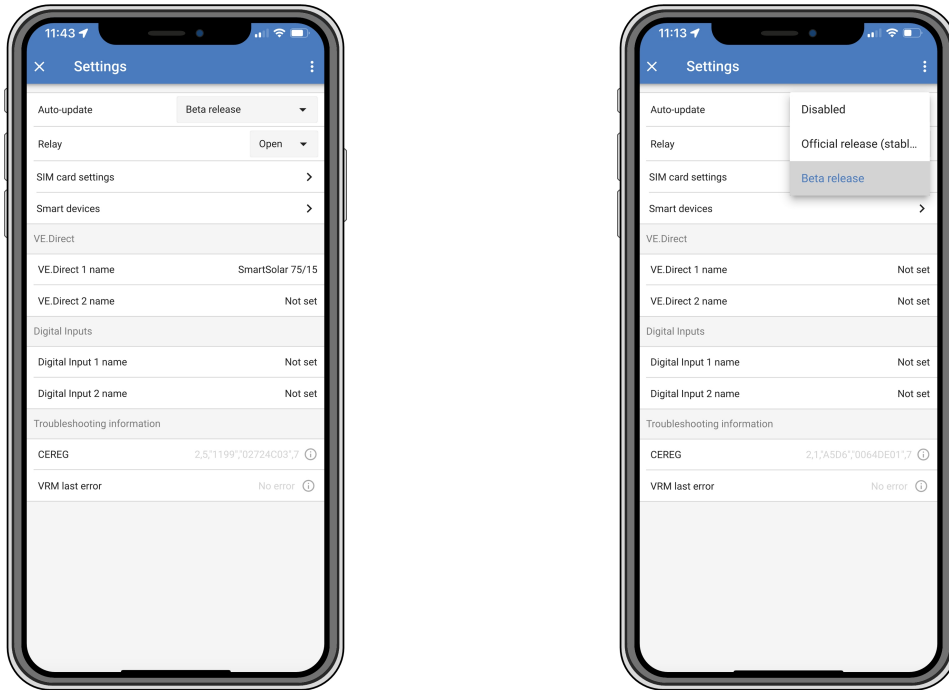 11:43
Settings
Auto-update Beta release
Relay Open
SIM card settings
Smart devices
VE.Direct
VE.Direct 1 name SmartSolar 75/15
VE.Direct 2 name Not set
Digital Inputs
Digital Input 1 name Not set
Digital Input 2 name Not set
Troubleshooting information
CEREG 2,5,"1199","02724C03",7
VRM last error No error
11:13
Settings
Auto-update
Disabled
Official release (stabl...
Beta release
Relay
SIM card settings
Smart devices
VE.Direct
VE.Direct 1 name Not set
VE.Direct 2 name Not set
Digital Inputs
Digital Input 1 name Not set
Digital Input 2 name Not set
Troubleshooting information
CEREG 2,1,"A5D6","0064DE01",7
VRM last error No error